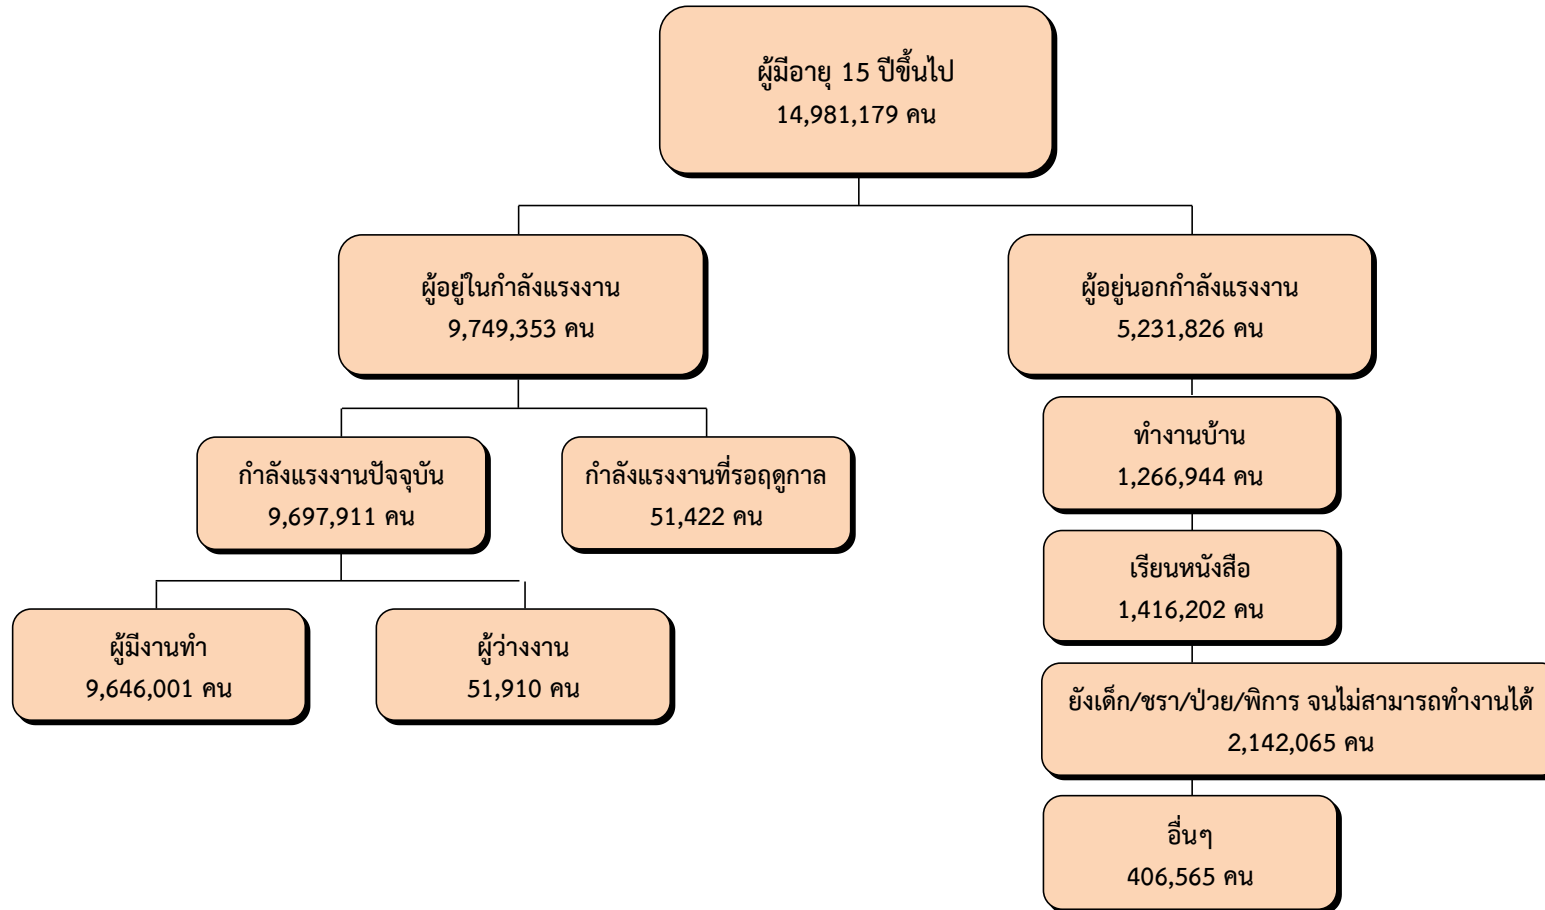 ผู้มีอายุ 15 ปีขึ้นไป
14,981,179 คน
ผู้อยู่ในกำลังแรงงาน
9,749,353 คน
ผู้อยู่นอกกำลังแรงงาน
5,231,826 คน
กำลังแรงงานปัจจุบัน
9,697,911 คน
กำลังแรงงานที่รอฤดูกาล
51,422 คน
ผู้มีงานทำ
9,646,001 คน
ผู้ว่างงาน
51,910 คน
ทำงานบ้าน
1,266,944 คน
เรียนหนังสือ
1,416,202 คน
ยังเด็ก/ชรา/ป่วย/พิการ จนไม่สามารถทำงานได้
2,142,065 คน
อื่นๆ
406,565 คน